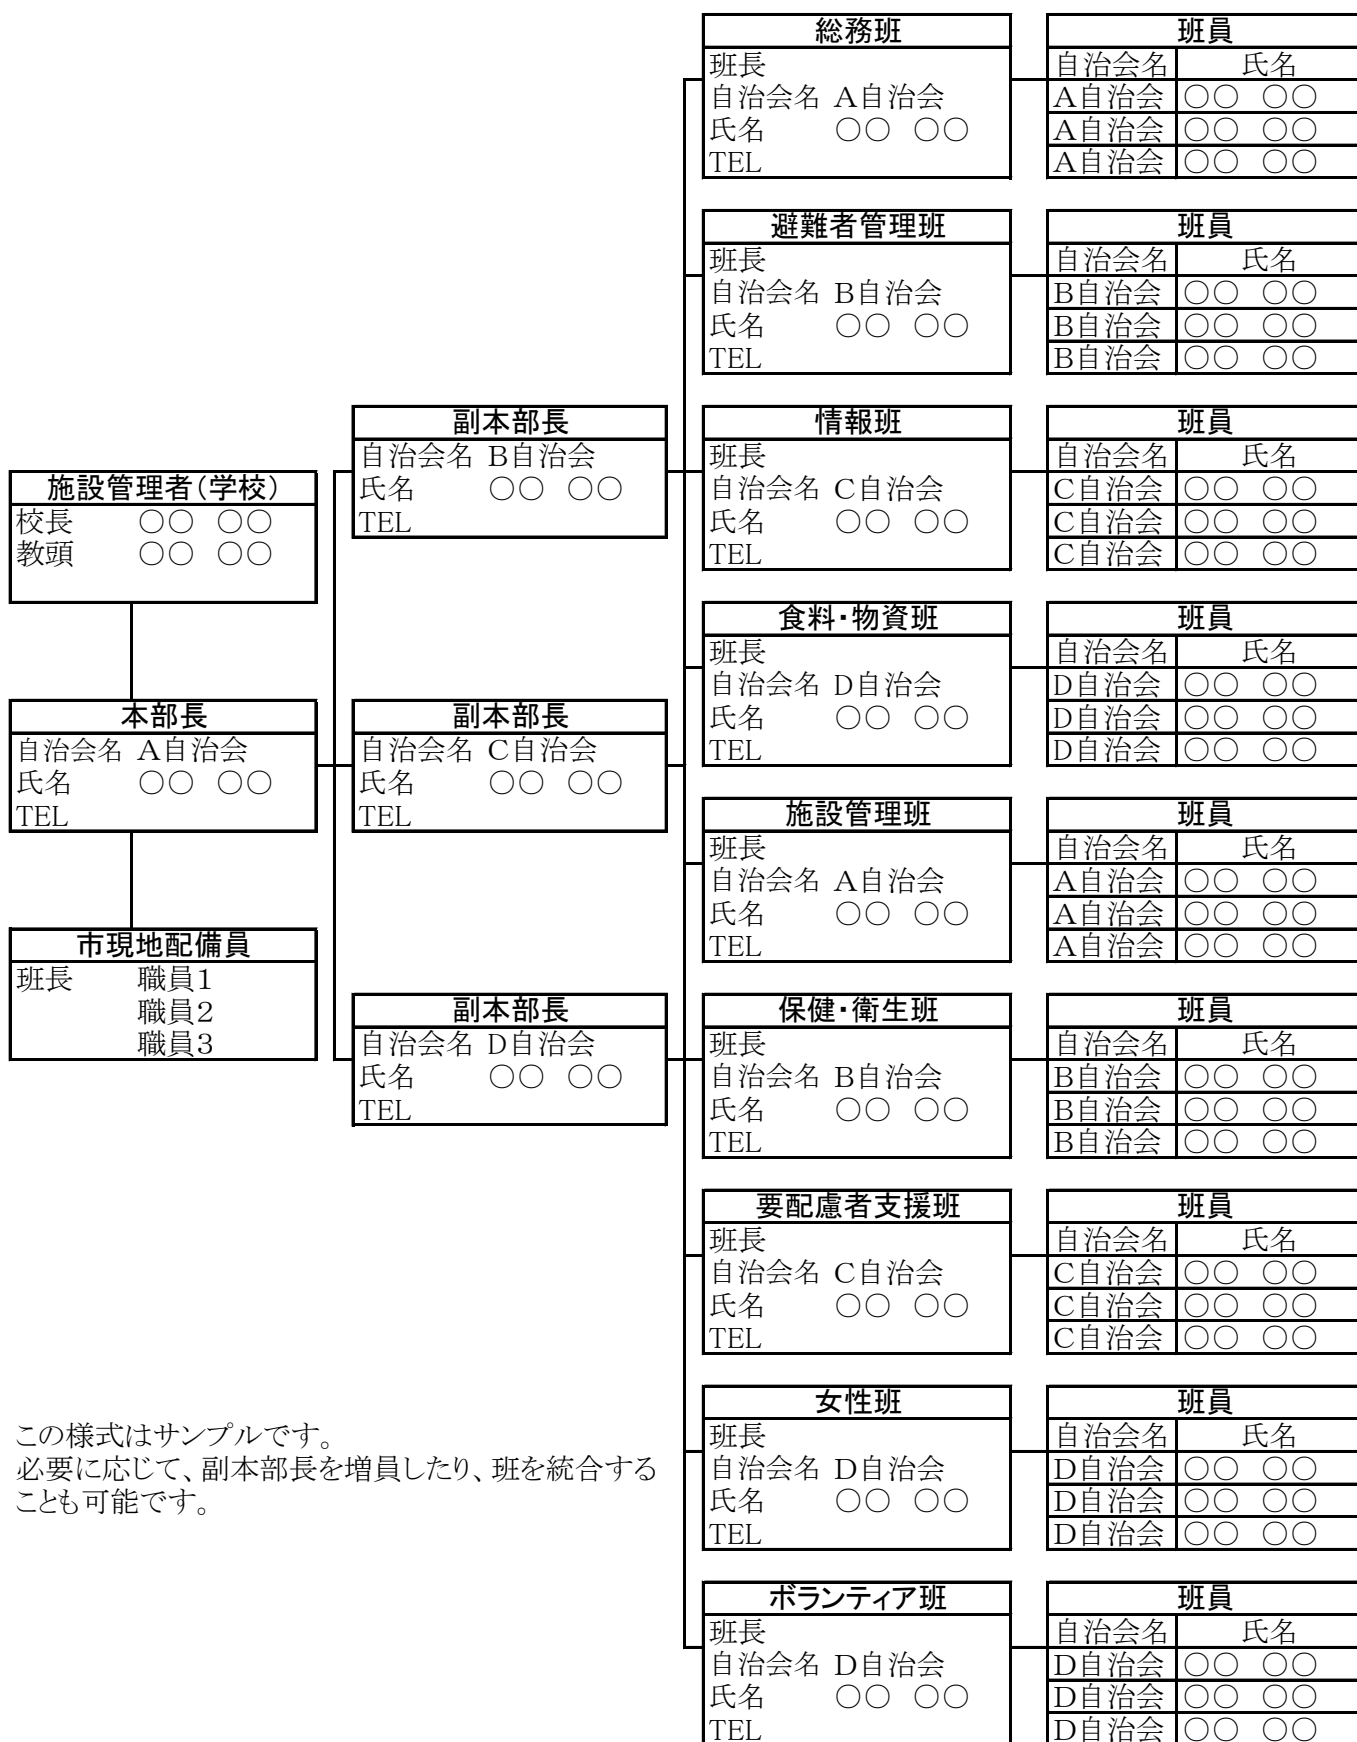 施設管理者(学校)
校長 ○○ ○○
教頭 ○○ ○○
本部長
自治会名 A自治会
氏名 ○○ ○○
TEL
市現地配備員
班長 職員1
職員2
職員3
副本部長
自治会名 B自治会
氏名 ○○ ○○
TEL
副本部長
自治会名 C自治会
氏名 ○○ ○○
TEL
副本部長
自治会名 D自治会
氏名 ○○ ○○
TEL
総務班
班長
自治会名 A自治会
氏名 ○○ ○○
TEL
班員
自治会名 氏名
A自治会 ○○ ○○
A自治会 ○○ ○○
A自治会 ○○ ○○
避難者管理班
班長
自治会名 B自治会
氏名 ○○ ○○
TEL
班員
自治会名 氏名
B自治会 ○○ ○○
B自治会 ○○ ○○
B自治会 ○○ ○○
情報班
班長
自治会名 C自治会
氏名 ○○ ○○
TEL
班員
自治会名 氏名
C自治会 ○○ ○○
C自治会 ○○ ○○
C自治会 ○○ ○○
食料・物資班
班長
自治会名 D自治会
氏名 ○○ ○○
TEL
班員
自治会名 氏名
D自治会 ○○ ○○
D自治会 ○○ ○○
D自治会 ○○ ○○
施設管理班
班長
自治会名 A自治会
氏名 ○○ ○○
TEL
班員
自治会名 氏名
A自治会 ○○ ○○
A自治会 ○○ ○○
A自治会 ○○ ○○
保健・衛生班
班長
自治会名 B自治会
氏名 ○○ ○○
TEL
班員
自治会名 氏名
B自治会 ○○ ○○
B自治会 ○○ ○○
B自治会 ○○ ○○
要配慮者支援班
班長
自治会名 C自治会
氏名 ○○ ○○
TEL
班員
自治会名 氏名
C自治会 ○○ ○○
C自治会 ○○ ○○
C自治会 ○○ ○○
女性班
班長
自治会名 D自治会
氏名 ○○ ○○
TEL
班員
自治会名 氏名
D自治会 ○○ ○○
D自治会 ○○ ○○
D自治会 ○○ ○○
ボランティア班
班長
自治会名 D自治会
氏名 ○○ ○○
TEL
班員
自治会名 氏名
D自治会 ○○ ○○
D自治会 ○○ ○○
D自治会 ○○ ○○
この様式はサンプルです。
必要に応じて、副本部長を増員したり、班を統合する
ことも可能です。